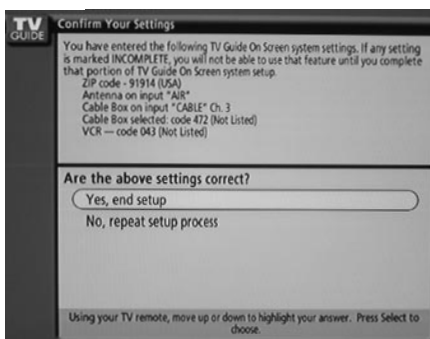 TV
GUIDE
Confirm Your Settings
You have entered the following TV Guide On Screen system settings. If any setting
is marked INCOMPLETE, you will not be able to use that feature until you complete
that portion of TV Guide On Screen system setup.
ZIP code - 91914 (USA)
Antenna on input "AIR"
Cable Box on input "CABLE" Ch. 3
Cable Box selected: code 472 (Not Listed)
VCR — code 043 (Not Listed)
Are the above settings correct?
Yes, end setup
No, repeat setup process
Using your TV remote, move up or down to highlight your answer. Press Select to
choose.